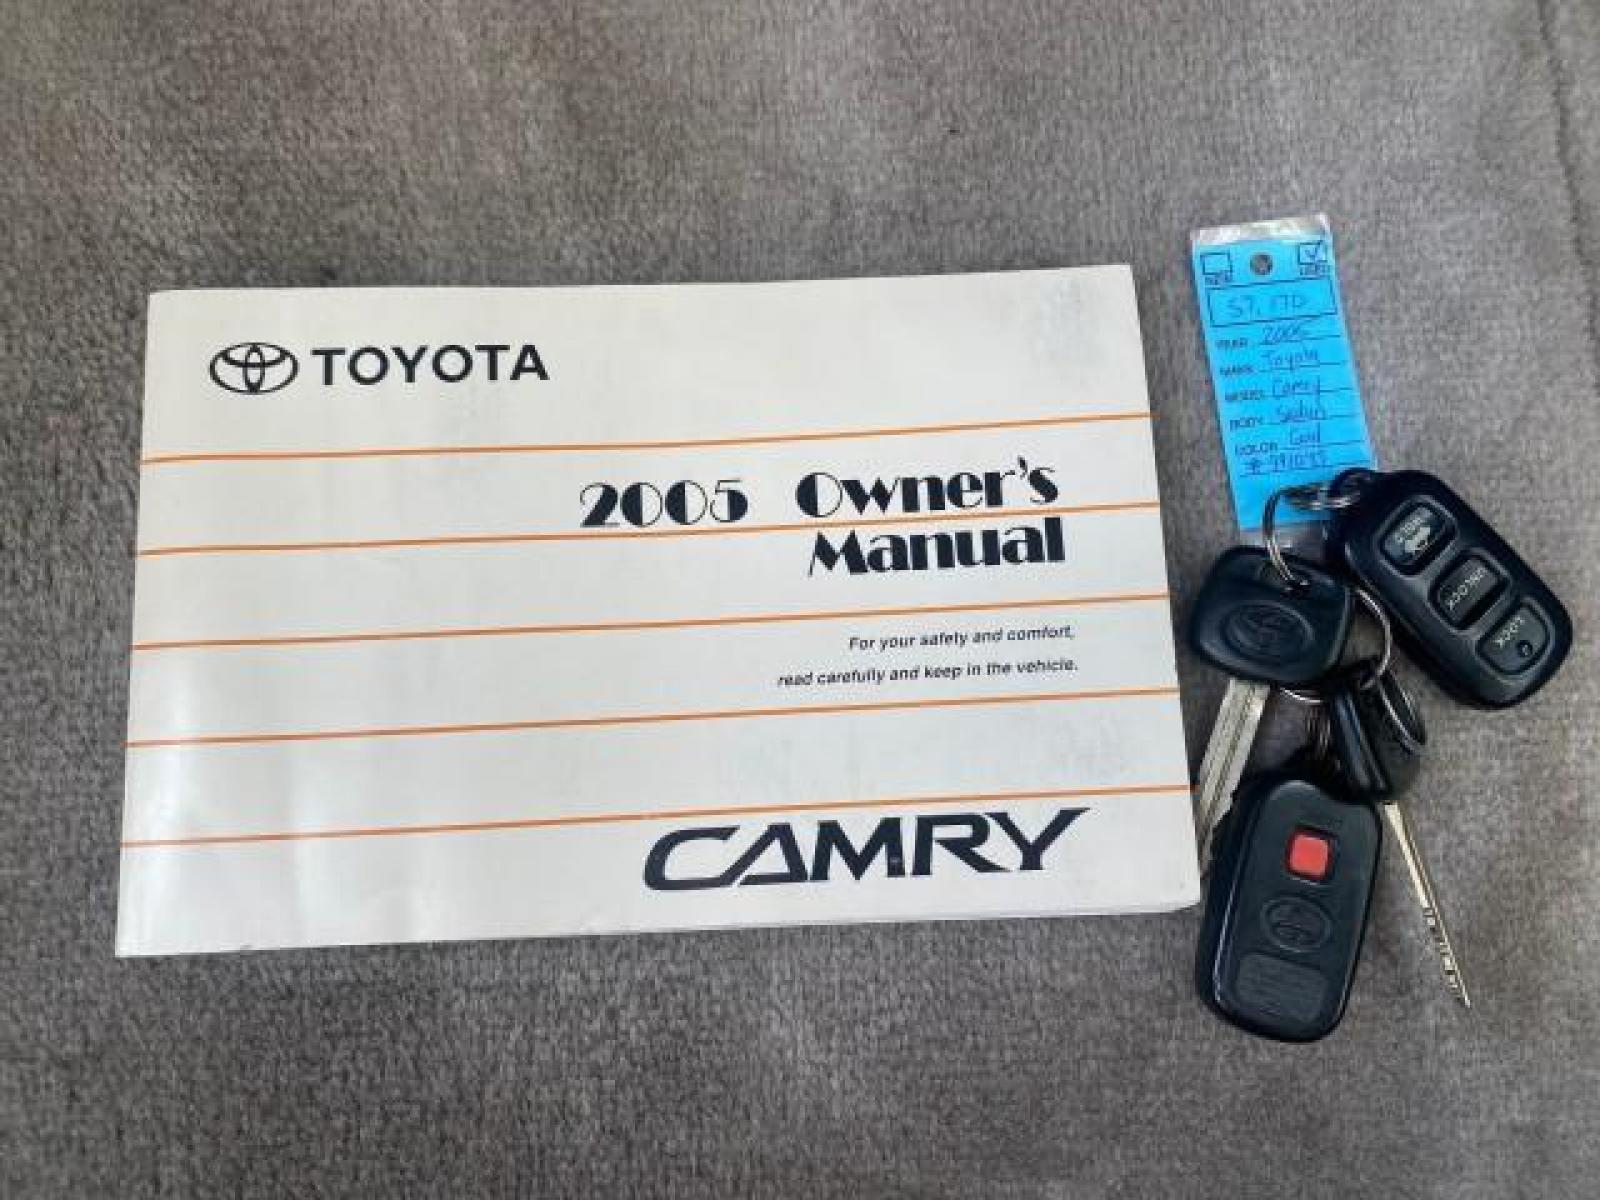 TOYOTA
2005 Owner's
Manual
For your safety and comfort,
read carefully and keep in the vehicle.
CAMRY
YEAR 2005
MAKE Toyota
MODEL Camry
BODY Sedan
COLOR Gold
UNLOCK
LOCK